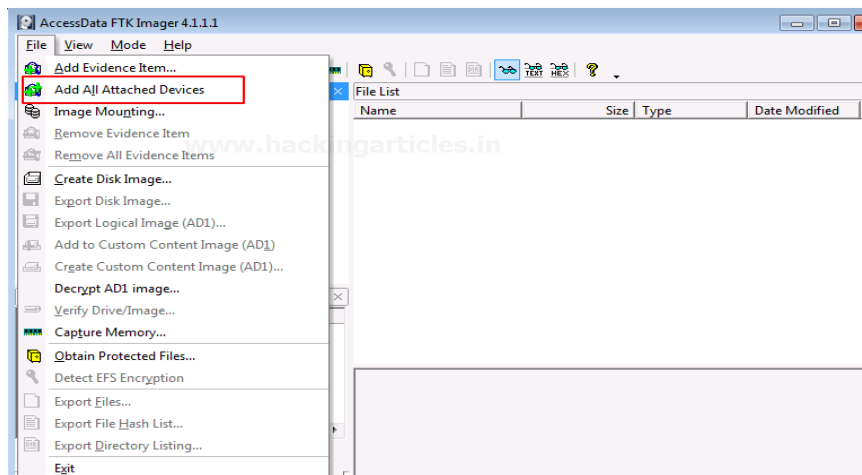 AccessData FTK Imager 4.1.1.1
File View Mode Help
Add Evidence Item...
Add All Attached Devices
Image Mounting...
Remove Evidence Item
Remove All Evidence Items
Create Disk Image...
Export Disk Image...
Export Logical Image (AD1)...
Add to Custom Content Image (AD1)
Create Custom Content Image (AD1)...
Decrypt AD1 image...
Verify Drive/Image...
Capture Memory...
Obtain Protected Files...
Detect EFS Encryption
Export Files...
Export File Hash List...
Export Directory Listing...
Exit
TEXT HEX
File List
Name Size Type Date Modified
www.hackingarticles.in